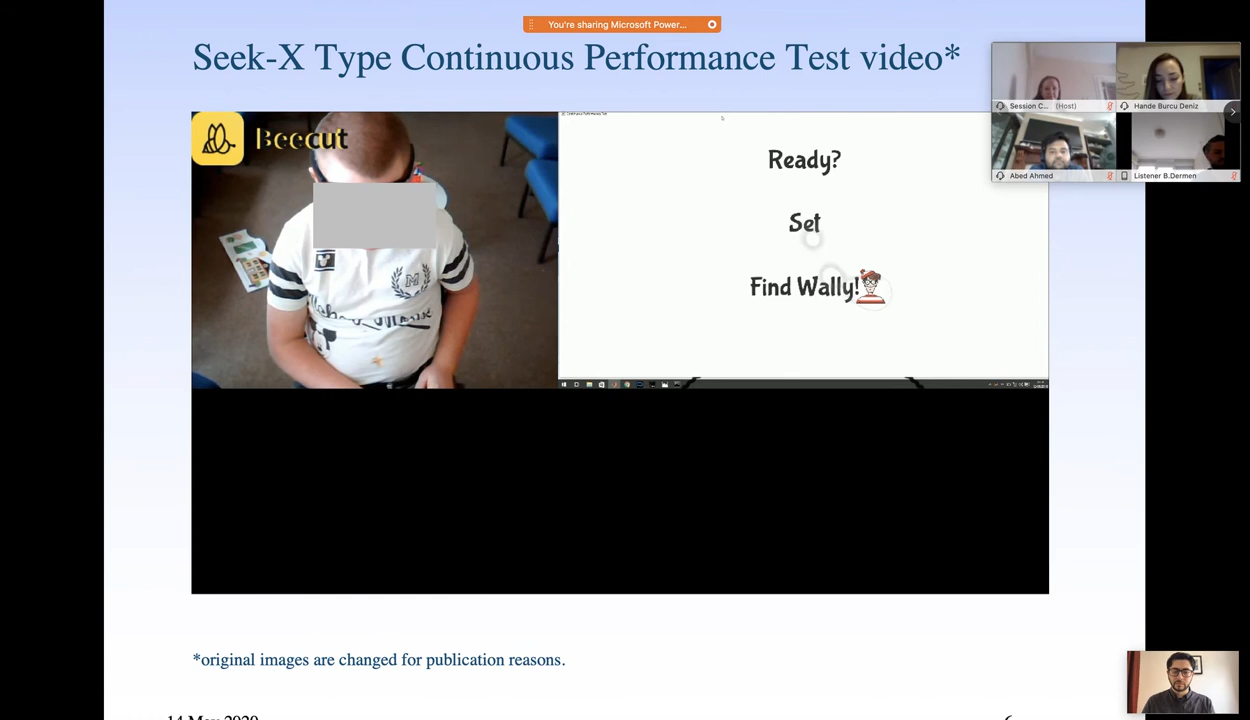 You're sharing Microsoft Power...
Seek-X Type Continuous Performance Test video*
Session C... (Host)
Hande Burcu Deniz
Abed Ahmed
Listener B.Dermen
Beecut
Ready?
Set
Find Wally!
M
*original images are changed for publication reasons.
14 May 2020
6